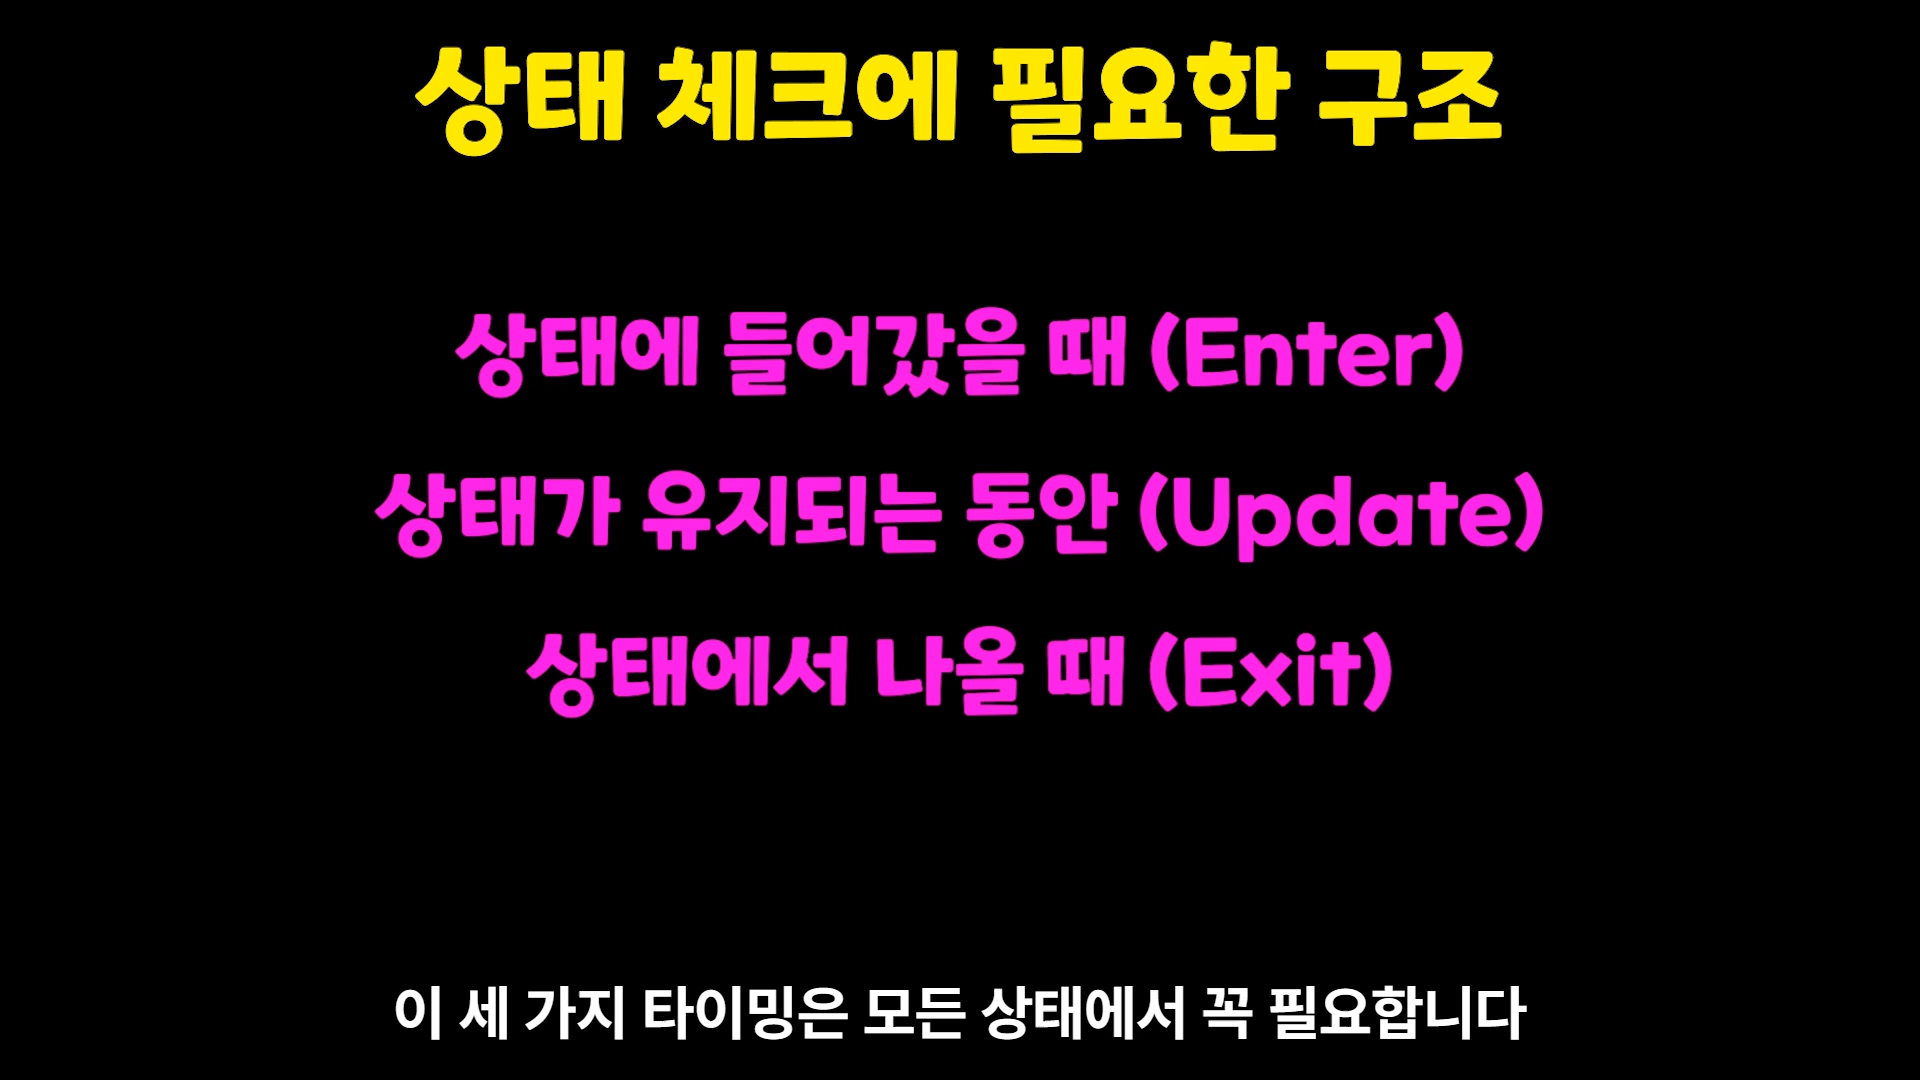 상태 체크에 필요한 구조
상태에 들어갔을 때 (Enter)
상태가 유지되는 동안 (Update)
상태에서 나올 때 (Exit)
이 세 가지 타이밍은 모든 상태에서 꼭 필요합니다